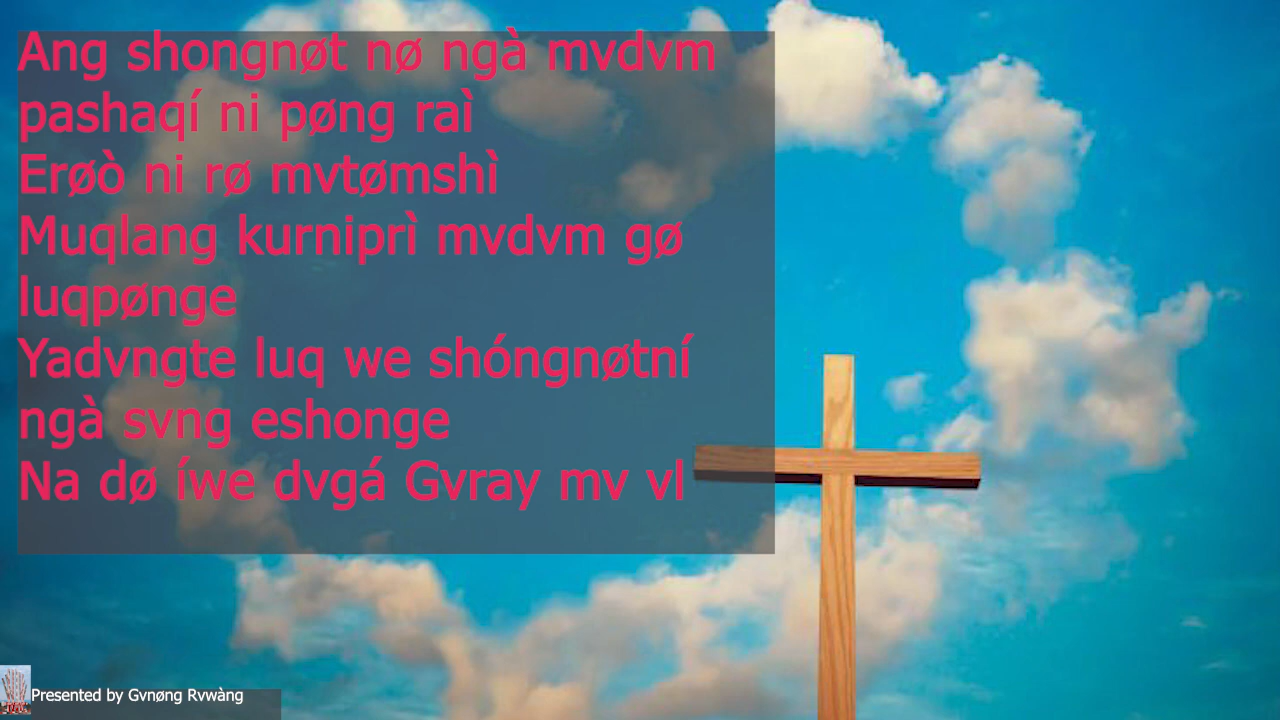 Ang shongnøt nø ngà mvdvm
pashaqí ni pøng raì
Erøò ni rø mvtømshì
Muqlang kurniprì mvdvm gø
luqpønge
Yadvngte luq we shóngnøtní
ngà svng eshonge
Na dø íwe dvgá Gvray mv vl
Presented by Gvnøng Rvwàng